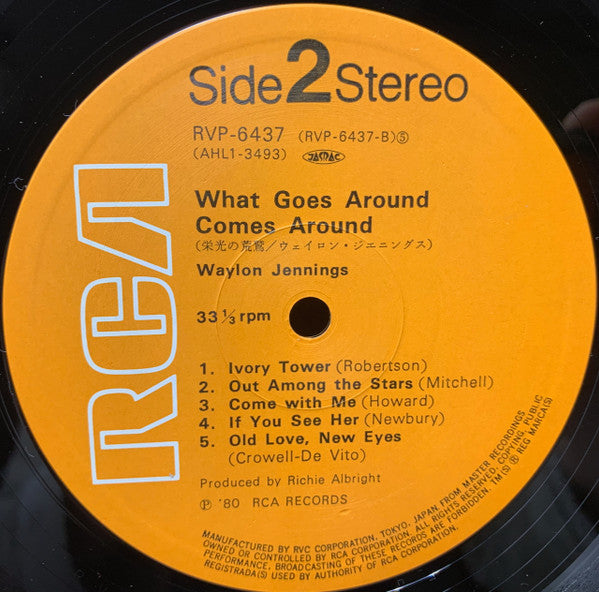 Side 2 Stereo
RVP-6437 (RVP-6437-B)⑤
(AHL1-3493) JASRAC
What Goes Around
Comes Around
(栄光の荒鷲／ウェイロン・ジェニングス)
Waylon Jennings
33 1/3 rpm
1. Ivory Tower (Robertson)
2. Out Among the Stars (Mitchell)
3. Come with Me (Howard)
4. If You See Her (Newbury)
5. Old Love, New Eyes
(Crowell-De Vito)
Produced by Richie Albright
Ⓟ '80 RCA RECORDS
RCA
MANUFACTURED BY RVC CORPORATION, TOKYO, JAPAN, FROM MASTER RECORDINGS
OWNED OR CONTROLLED BY RCA CORPORATION. ALL RIGHTS RESERVED. COPYING, PUBLIC
PERFORMANCE, BROADCASTING OF THESE RECORDS ARE FORBIDDEN. TM(S) ® REG MARCA(S)
REGISTRADA(S) USED BY AUTHORITY OF RCA CORPORATION.